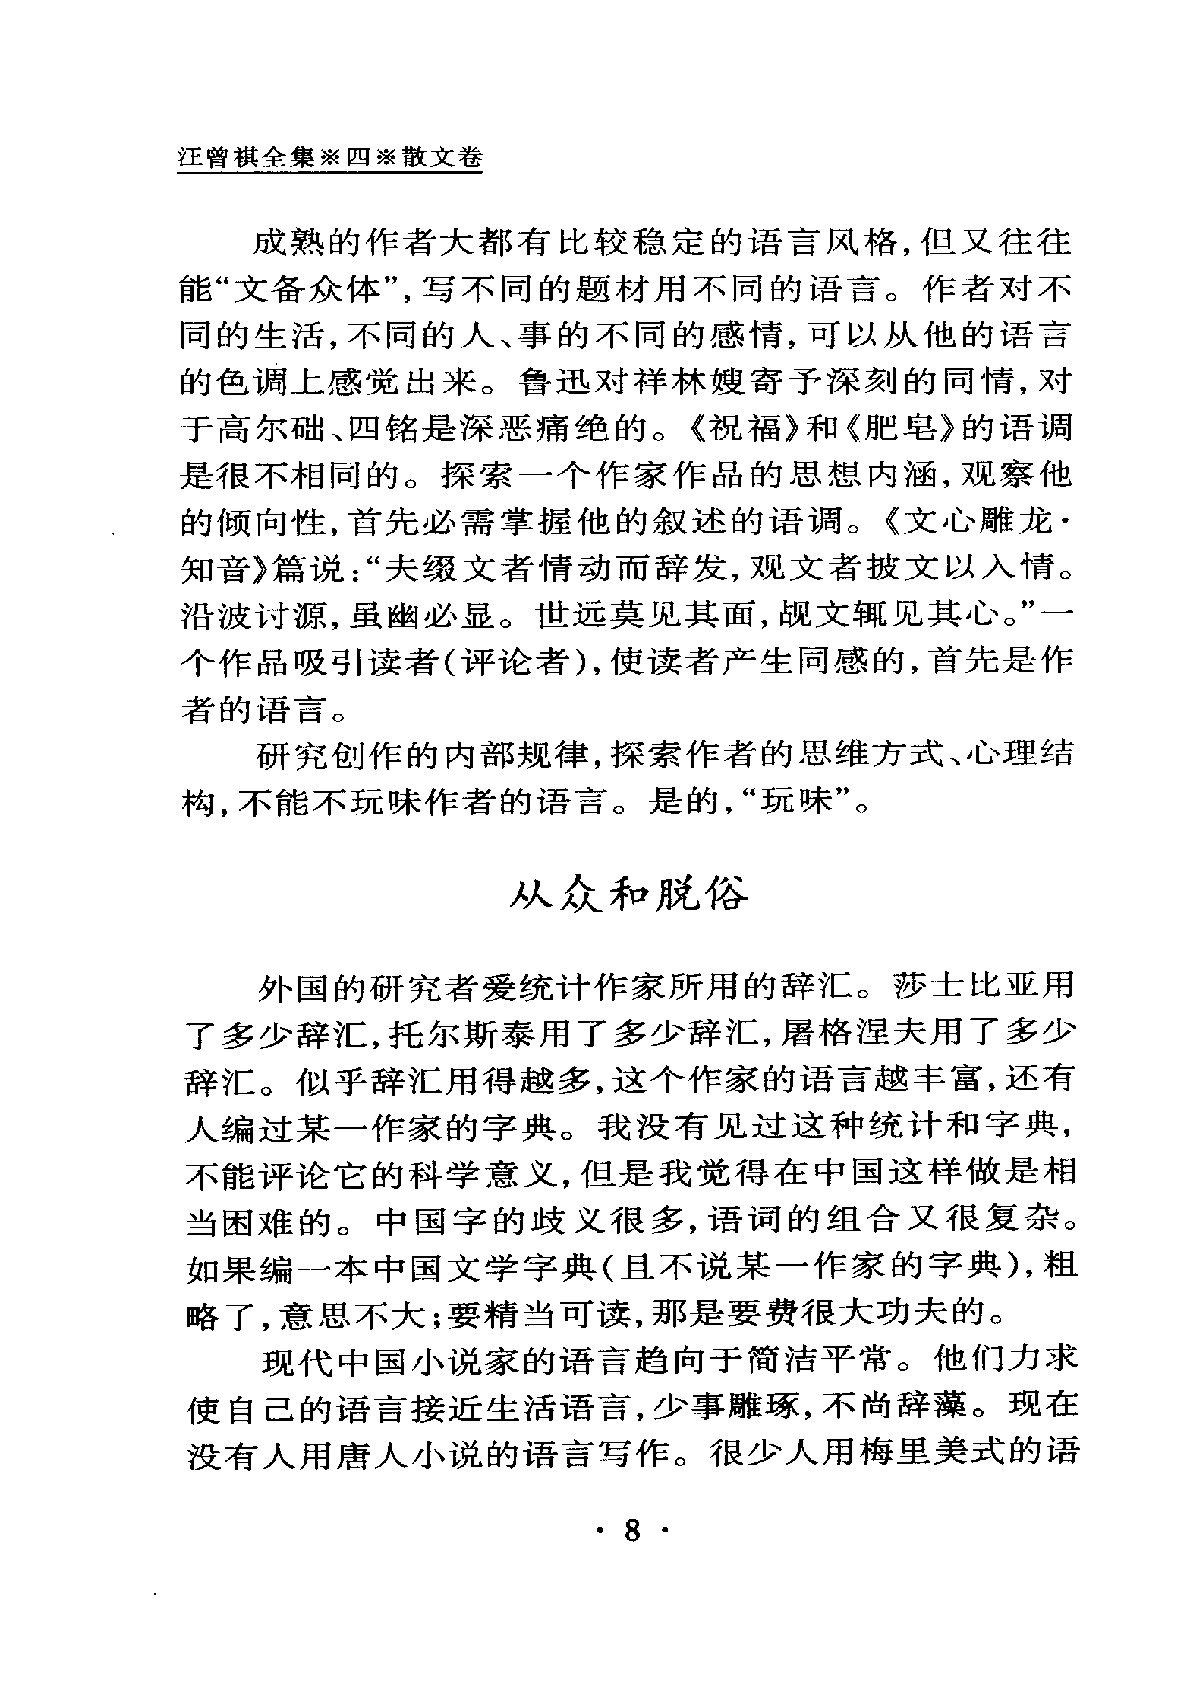 汪曾祺全集※四※散文卷
成熟的作者大都有比较稳定的语言风格,但又往往
能“文备众体”,写不同的题材用不同的语言。作者对不
同的生活,不同的人、事的不同的感情,可以从他的语言
的色调上感觉出来。鲁迅对祥林嫂寄予深刻的同情,对
于高尔础、四铭是深恶痛绝的。《祝福》和《肥皂》的语调
是很不相同的。探索一个作家作品的思想内涵,观察他
的倾向性,首先必需掌握他的叙述的语调。《文心雕龙·
知音》篇说:“夫缀文者情动而辞发,观文者披文以入情。
沿波讨源,虽幽必显。世远莫见其面,觇文辄见其心。”一
个作品吸引读者(评论者),使读者产生同感的,首先是作
者的语言。
研究创作的内部规律,探索作者的思维方式、心理结
构,不能不玩味作者的语言。是的,“玩味”。
从众和脱俗
外国的研究者爱统计作家所用的辞汇。莎士比亚用
了多少辞汇,托尔斯泰用了多少辞汇,屠格涅夫用了多少
辞汇。似乎辞汇用得越多,这个作家的语言越丰富,还有
人编过某一作家的字典。我没有见过这种统计和字典,
不能评论它的科学意义,但是我觉得在中国这样做是相
当困难的。中国字的歧义很多,语词的组合又很复杂。
如果编一本中国文学字典(且不说某一作家的字典),粗
略了,意思不大;要精当可读,那是要费很大功夫的。
现代中国小说家的语言趋向于简洁平常。他们力求
使自己的语言接近生活语言,少事雕琢,不尚辞藻。现在
没有人用唐人小说的语言写作。很少人用梅里美式的语
· 8 ·